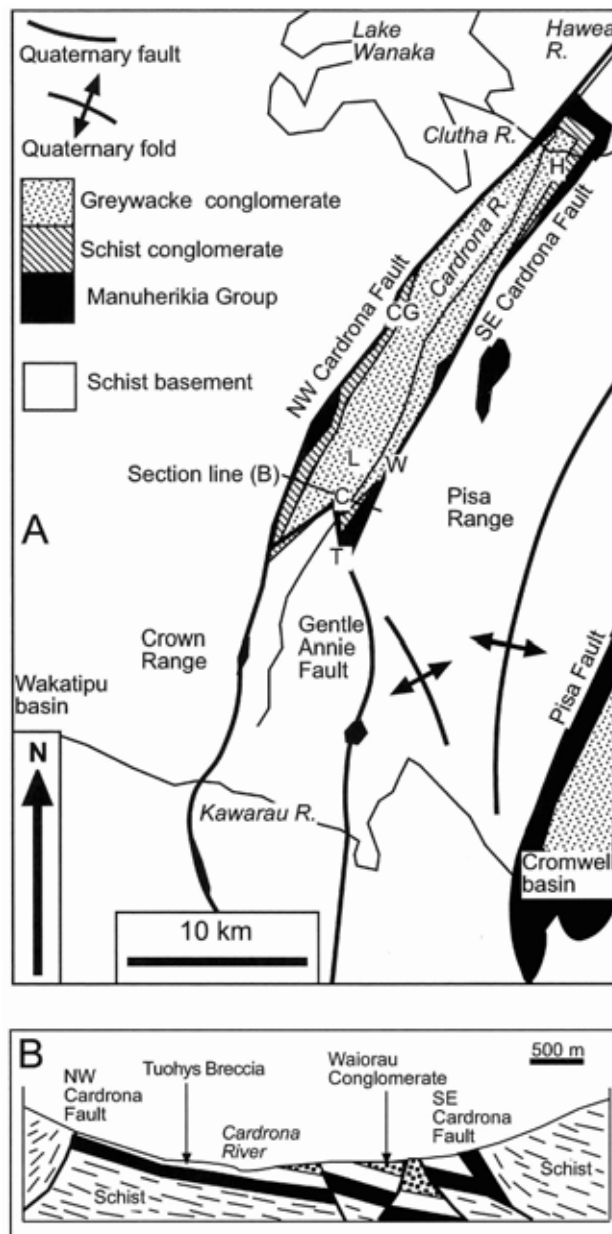 Lake
Wanaka
Hawea
R.
Quaternary fault
Clutha R.
Quaternary fold
H
Greywacke conglomerate
Schist conglomerate
Manuherikia Group
Cardrona R.
SE Cardrona Fault
CG
NW Cardrona Fault
Schist basement
L
W
Section line (B)
C
Pisa
Range
A
T
Crown
Range
Gentle
Annie
Fault
Pisa Fault
Wakatipu
basin
N
Kawarau R.
Cromwell
basin
10 km
B
500 m
NW
Cardrona
Fault
Tuohys Breccia
Waiorau
Conglomerate
Cardrona
River
SE
Cardrona
Fault
Schist
Schist